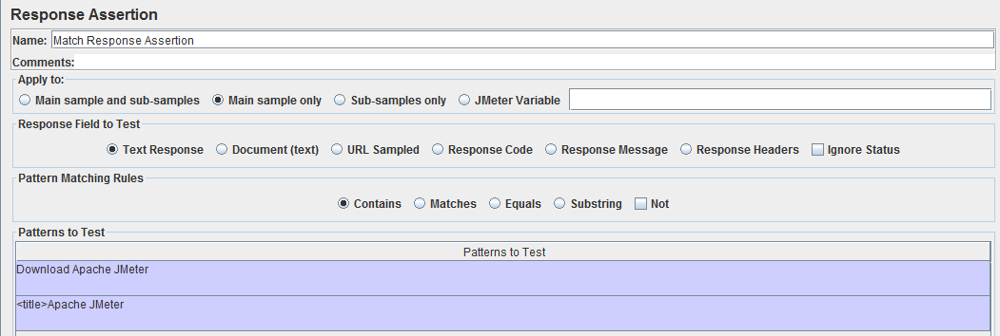 Response Assertion
Name: Match Response Assertion
Comments:
Apply to:
Main sample and sub-samples Main sample only Sub-samples only JMeter Variable
Response Field to Test
Text Response Document (text) URL Sampled Response Code Response Message Response Headers Ignore Status
Pattern Matching Rules
Contains Matches Equals Substring Not
Patterns to Test
Patterns to Test
Download Apache JMeter
<title>Apache JMeter